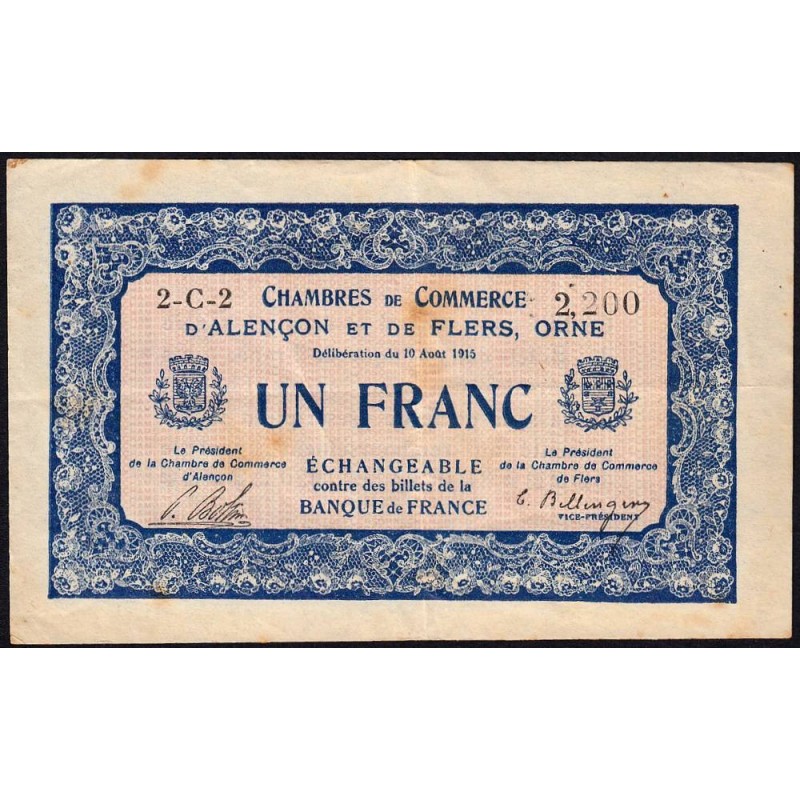 2-C-2 CHAMBRES DE COMMERCE 2,200
D'ALENÇON ET DE FLERS, ORNE
Délibération du 10 Août 1915
UN FRANC
Le Président
de la Chambre de Commerce
d'Alençon
ÉCHANGEABLE
contre des billets de la
BANQUE de FRANCE
Le Président
de la Chambre de Commerce
de Flers
VICE-PRÉSIDENT